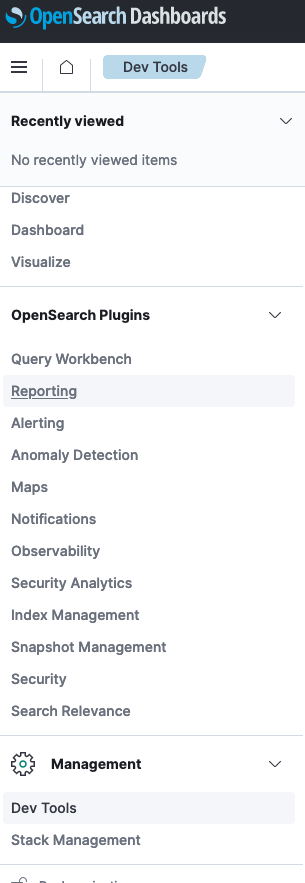 OpenSearch Dashboards
Dev Tools
Recently viewed
No recently viewed items
Discover
Dashboard
Visualize
OpenSearch Plugins
Query Workbench
Reporting
Alerting
Anomaly Detection
Maps
Notifications
Observability
Security Analytics
Index Management
Snapshot Management
Security
Search Relevance
Management
Dev Tools
Stack Management